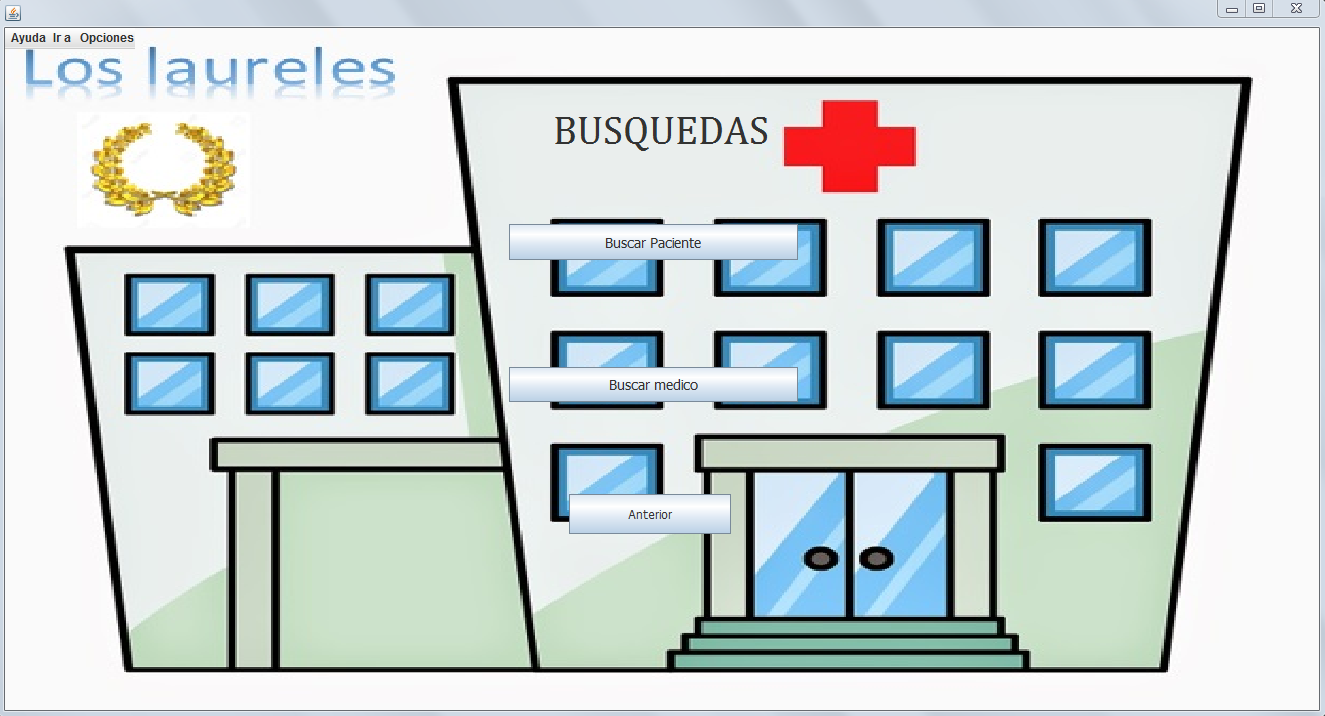 Ayuda Ir a Opciones
Los laureles
BUSQUEDAS
Buscar Paciente
Buscar medico
Anterior